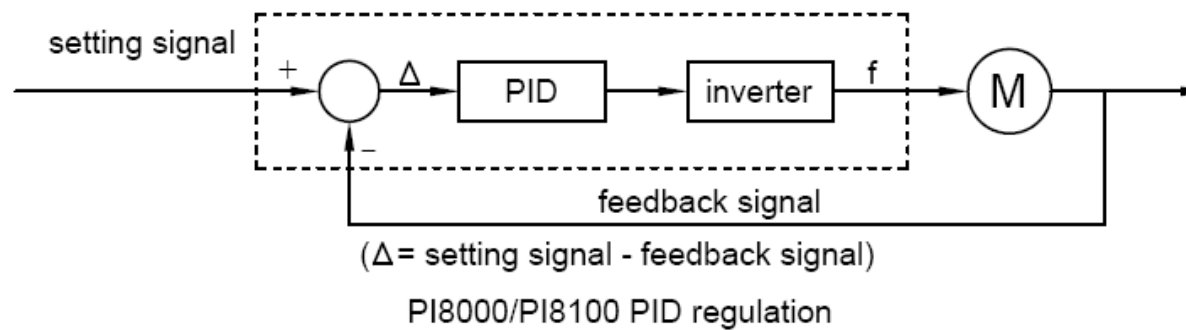 setting signal
+
Δ
PID
inverter
f
M
−
feedback signal
(Δ= setting signal - feedback signal)
PI8000/PI8100 PID regulation